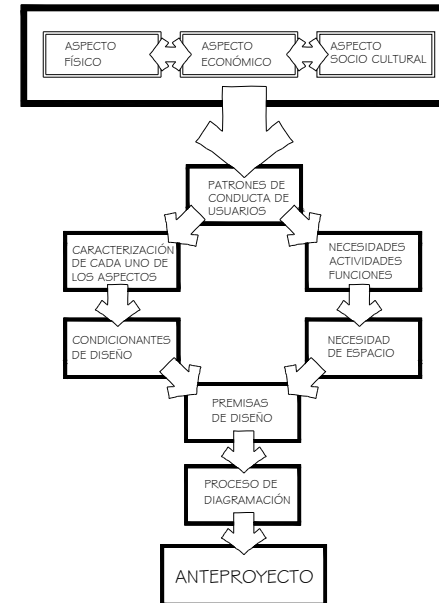 ASPECTO
FÍSICO
ASPECTO
ECONÓMICO
ASPECTO
SOCIO CULTURAL
PATRONES DE
CONDUCTA DE
USUARIOS
CARACTERIZACIÓN
DE CADA UNO DE
LOS ASPECTOS
NECESIDADES
ACTIVIDADES
FUNCIONES
CONDICIONANTES
DE DISEÑO
NECESIDAD
DE ESPACIO
PREMISAS
DE DISEÑO
PROCESO DE
DIAGRAMACIÓN
ANTEPROYECTO